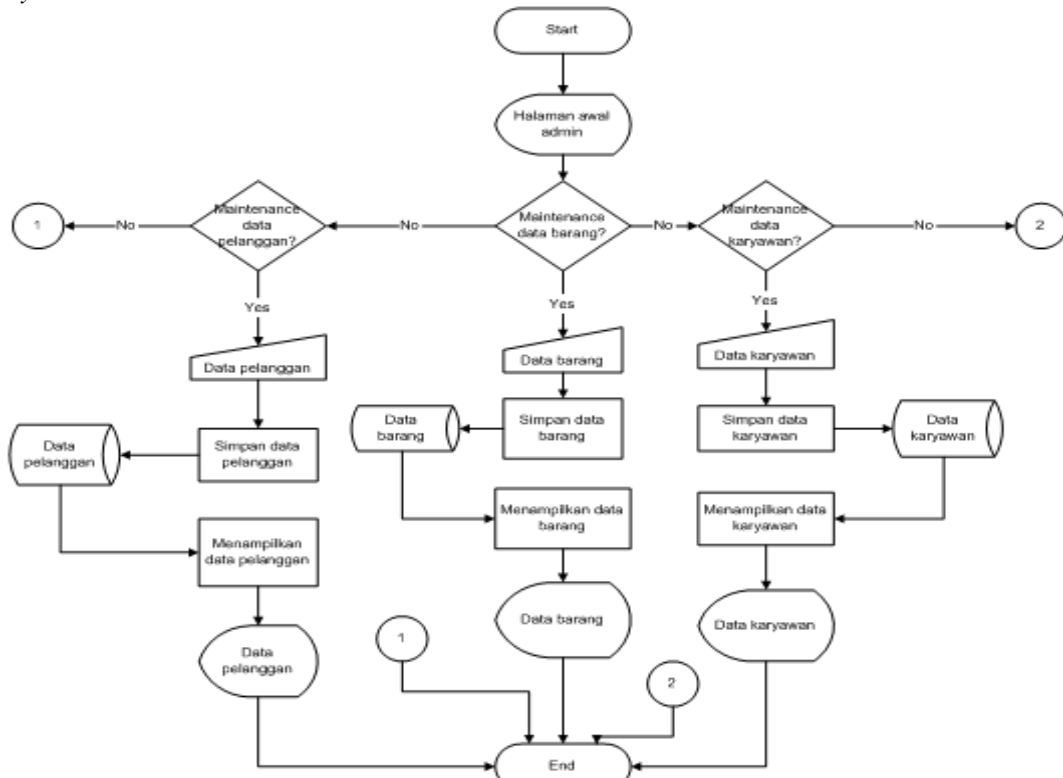 y
Start
Halaman awal
admin
Maintenance
data
pelanggan?
Maintenance
data barang?
Maintenance
data
karyawan?
1
No
No
No
No
2
Yes
Yes
Yes
Data pelanggan
Data barang
Data karyawan
Data
pelanggan
Simpan data
pelanggan
Data
barang
Simpan data
barang
Simpan data
karyawan
Data
karyawan
Menampilkan
data pelanggan
Menampilkan data
barang
Menampilkan data
karyawan
Data
pelanggan
1
Data barang
2
Data karyawan
End